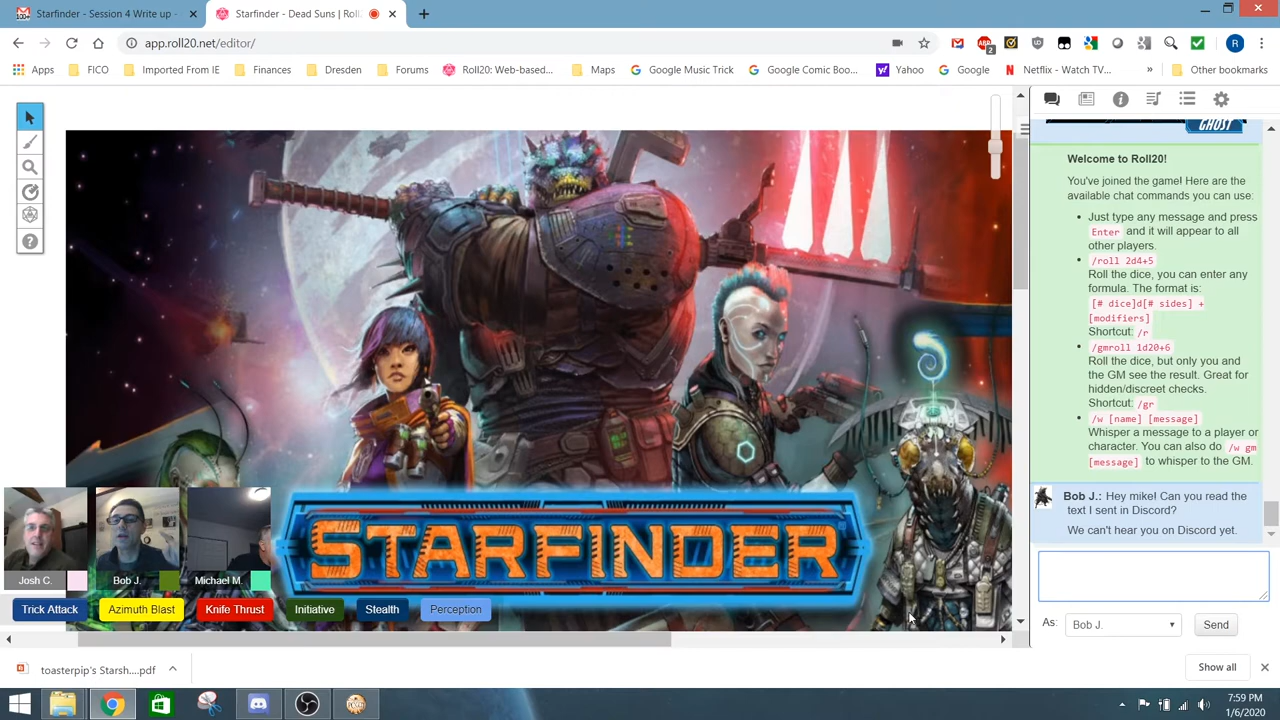 100+
Starfinder - Session 4 Write up -
Starfinder - Dead Suns | Roll
app.roll20.net/editor/
ABP
2
R
Apps
FICO
Imported From IE
Finances
Dresden
Forums
Roll20: Web-based...
Maps
Google Music Trick
Google Comic Boo...
Yahoo
Google
Netflix - Watch TV...
»
Other bookmarks
GHOST
Welcome to Roll20!
You've joined the game! Here are the
available chat commands you can use:
• Just type any message and press
Enter and it will appear to all
other players.
• /roll 2d4+5
Roll the dice, you can enter any
formula. The format is:
[# dice]d[# sides] +
[modifiers]
Shortcut: /r
• /gmroll 1d20+6
Roll the dice, but only you and
the GM see the result. Great for
hidden/discreet checks.
Shortcut: /gr
• /w [name] [message]
Whisper a message to a player or
character. You can also do /w gm
[message] to whisper to the GM.
Bob J.: Hey mike! Can you read the
text I sent in Discord?
We can't hear you on Discord yet.
As: Bob J. Send
STARFINDER®
Josh C.
Bob J.
Michael M.
Trick Attack
Azimuth Blast
Knife Thrust
Initiative
Stealth
Perception
toasterpip's Starsh....pdf
Show all
7:59 PM
1/6/2020